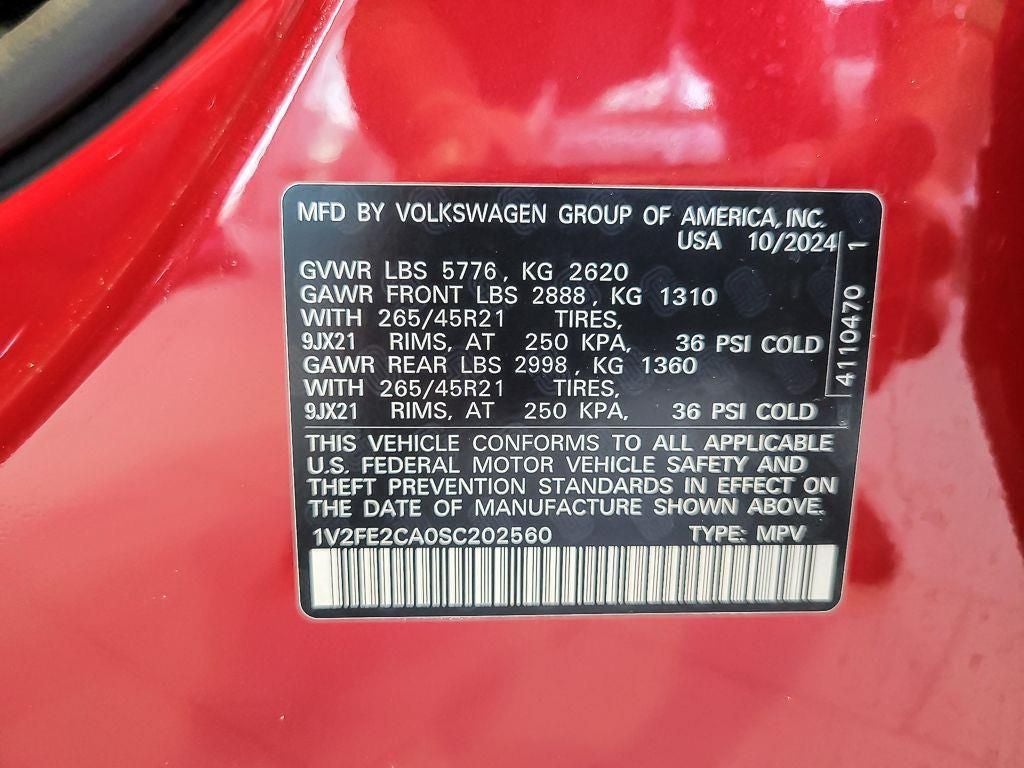 MFD BY VOLKSWAGEN GROUP OF AMERICA, INC.
USA 10/2024
GVWR LBS 5776, KG 2620
GAWR FRONT LBS 2888, KG 1310
WITH 265/45R21 TIRES,
9JX21 RIMS, AT 250 KPA, 36 PSI COLD
GAWR REAR LBS 2998, KG 1360
WITH 265/45R21 TIRES,
9JX21 RIMS, AT 250 KPA, 36 PSI COLD
4110470 1
THIS VEHICLE CONFORMS TO ALL APPLICABLE
U.S. FEDERAL MOTOR VEHICLE SAFETY AND
THEFT PREVENTION STANDARDS IN EFFECT ON
THE DATE OF MANUFACTURE SHOWN ABOVE.
1V2FE2CA0SC202560 TYPE: MPV